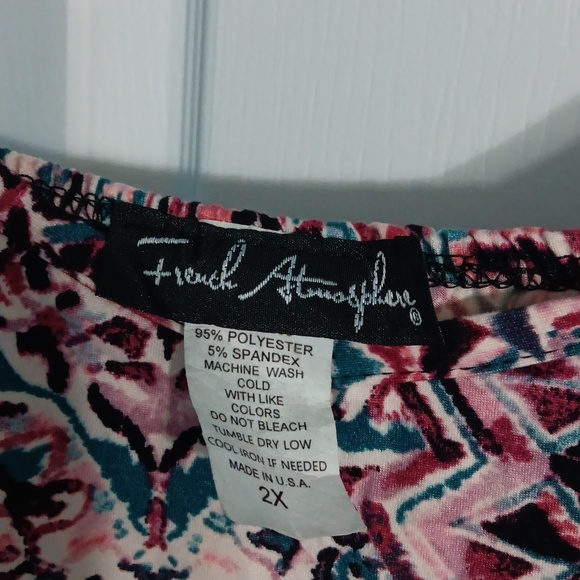 French Atmosphere®
95% POLYESTER
5% SPANDEX
MACHINE WASH
COLD
WITH LIKE
COLORS
DO NOT BLEACH
TUMBLE DRY LOW
COOL IRON IF NEEDED
MADE IN U.S.A.
2X